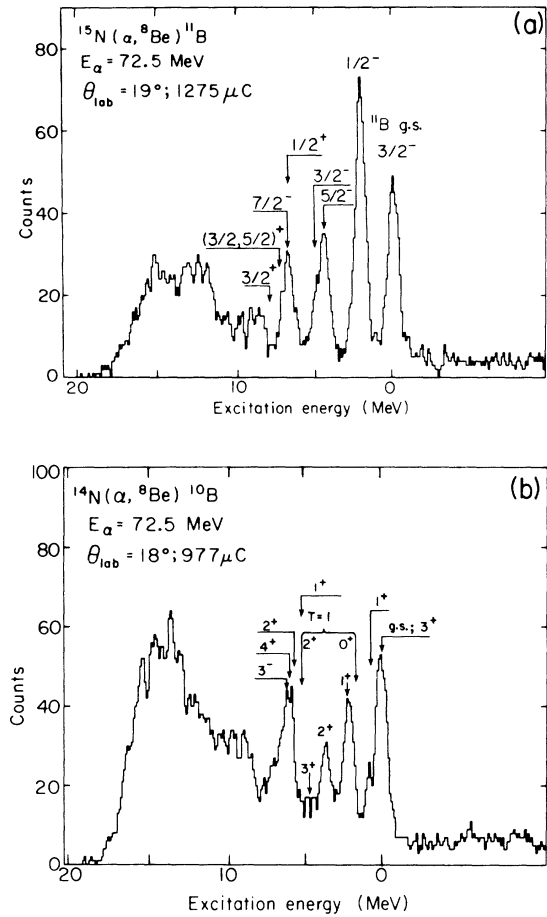 (a)
¹⁵N(α,⁸Be)¹¹B
Eα = 72.5 MeV
θlab = 19°; 1275 μC
80
60
40
20
0
Counts
1/2⁻
¹¹B g.s.
3/2⁻
1/2⁺
3/2⁻
5/2⁻
7/2⁻
(3/2,5/2)⁺
3/2⁺
20
10
0
Excitation energy (MeV)
(b)
¹⁴N(α,⁸Be)¹⁰B
Eα = 72.5 MeV
θlab = 18°; 977 μC
100
80
60
40
20
0
Counts
1⁺
1⁺
T=1
g.s.; 3⁺
2⁺
2⁺
0⁺
4⁺
3⁻
1⁺
2⁺
3⁺
20
10
0
Excitation energy (MeV)